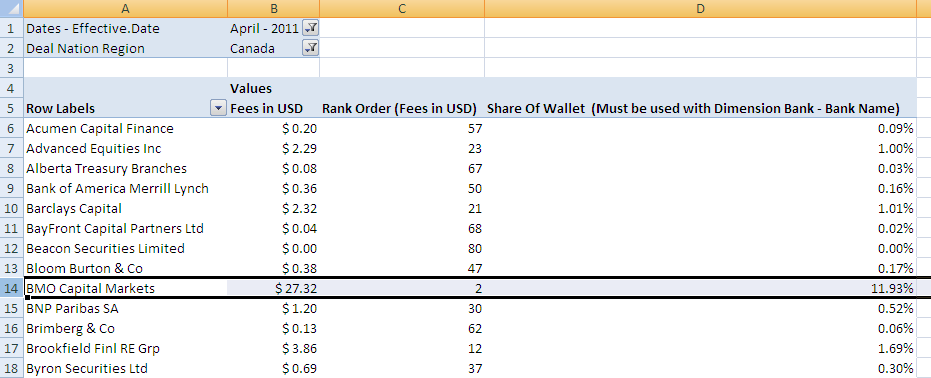 A B C D
1 Dates - Effective.Date April - 2011
2 Deal Nation Region Canada
3
4 Values
5 Row Labels Fees in USD Rank Order (Fees in USD) Share Of Wallet (Must be used with Dimension Bank - Bank Name)
6 Acumen Capital Finance $ 0.20 57 0.09%
7 Advanced Equities Inc $ 2.29 23 1.00%
8 Alberta Treasury Branches $ 0.08 67 0.03%
9 Bank of America Merrill Lynch $ 0.36 50 0.16%
10 Barclays Capital $ 2.32 21 1.01%
11 BayFront Capital Partners Ltd $ 0.04 68 0.02%
12 Beacon Securities Limited $ 0.00 80 0.00%
13 Bloom Burton & Co $ 0.38 47 0.17%
14 BMO Capital Markets $ 27.32 2 11.93%
15 BNP Paribas SA $ 1.20 30 0.52%
16 Brimberg & Co $ 0.13 62 0.06%
17 Brookfield Finl RE Grp $ 3.86 12 1.69%
18 Byron Securities Ltd $ 0.69 37 0.30%